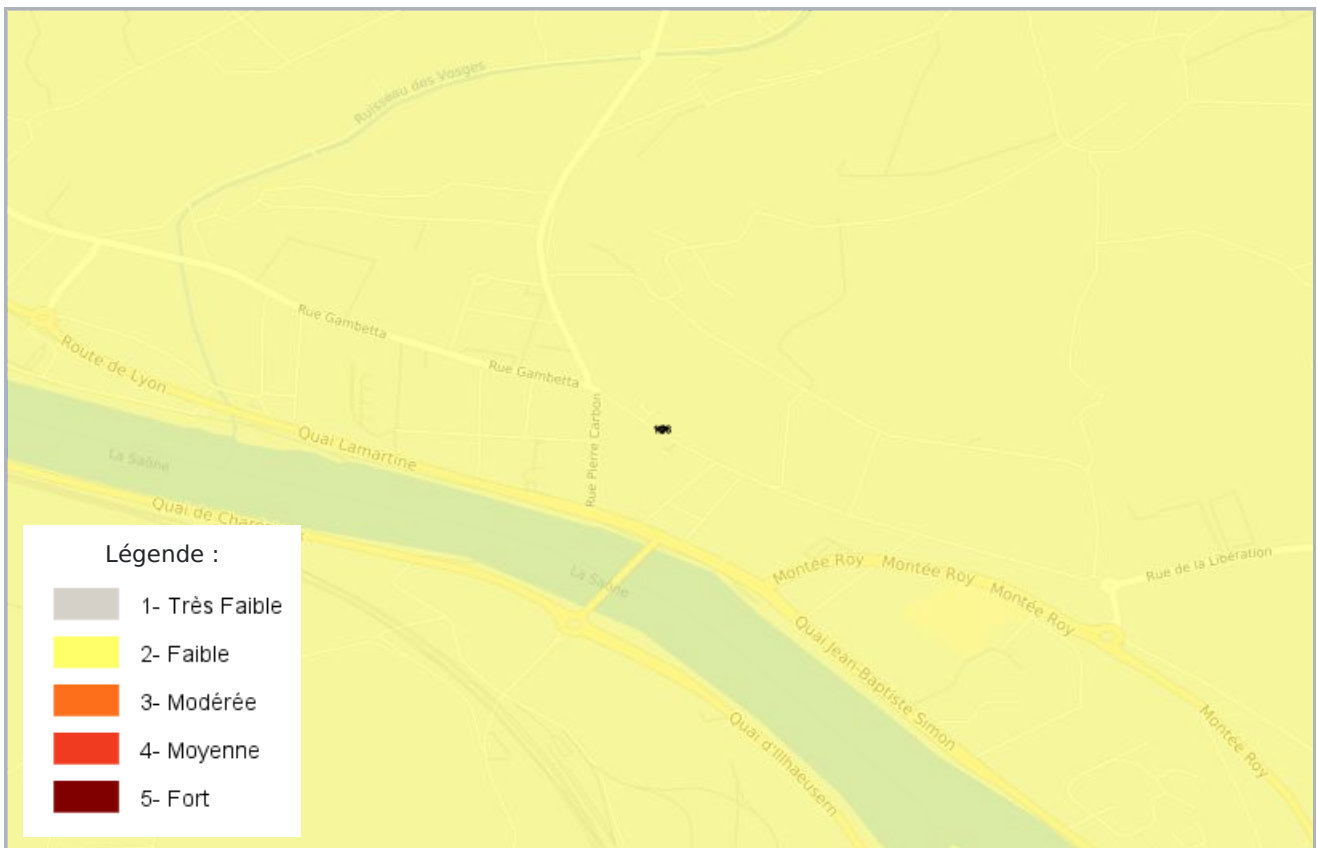 Ruisseau des Vosges
Rue Gambetta
Route de Lyon
Rue Gambetta
Rue Pierre Carbon
Quai Lamartine
La Saône
Quai de
La Saône
Montée Roy
Montée Roy
Montée Roy
Rue de la Libération
Quai Jean-Baptiste Simon
Quai d'Illhaeusern
Montée Roy
Légende :
1- Très Faible
2- Faible
3- Modérée
4- Moyenne
5- Fort